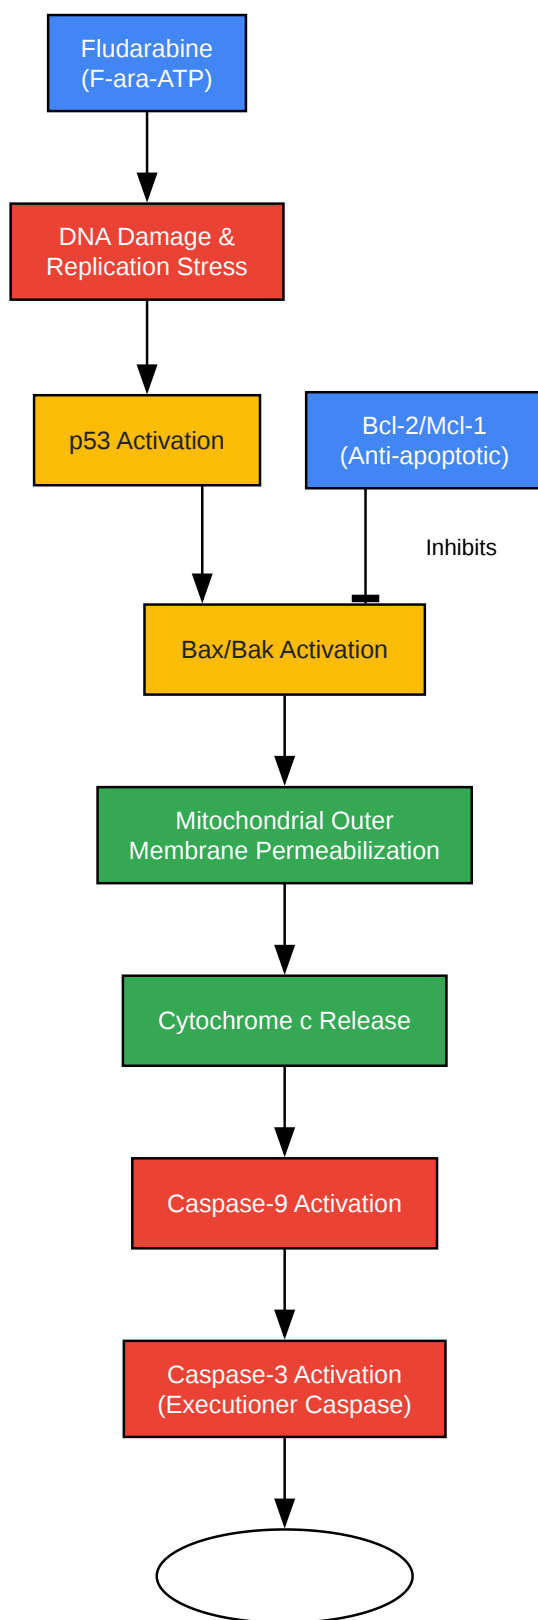 Fludarabine
(F-ara-ATP)
DNA Damage &
Replication Stress
p53 Activation
Bcl-2/Mcl-1
(Anti-apoptotic)
Inhibits
Bax/Bak Activation
Mitochondrial Outer
Membrane Permeabilization
Cytochrome c Release
Caspase-9 Activation
Caspase-3 Activation
(Executioner Caspase)